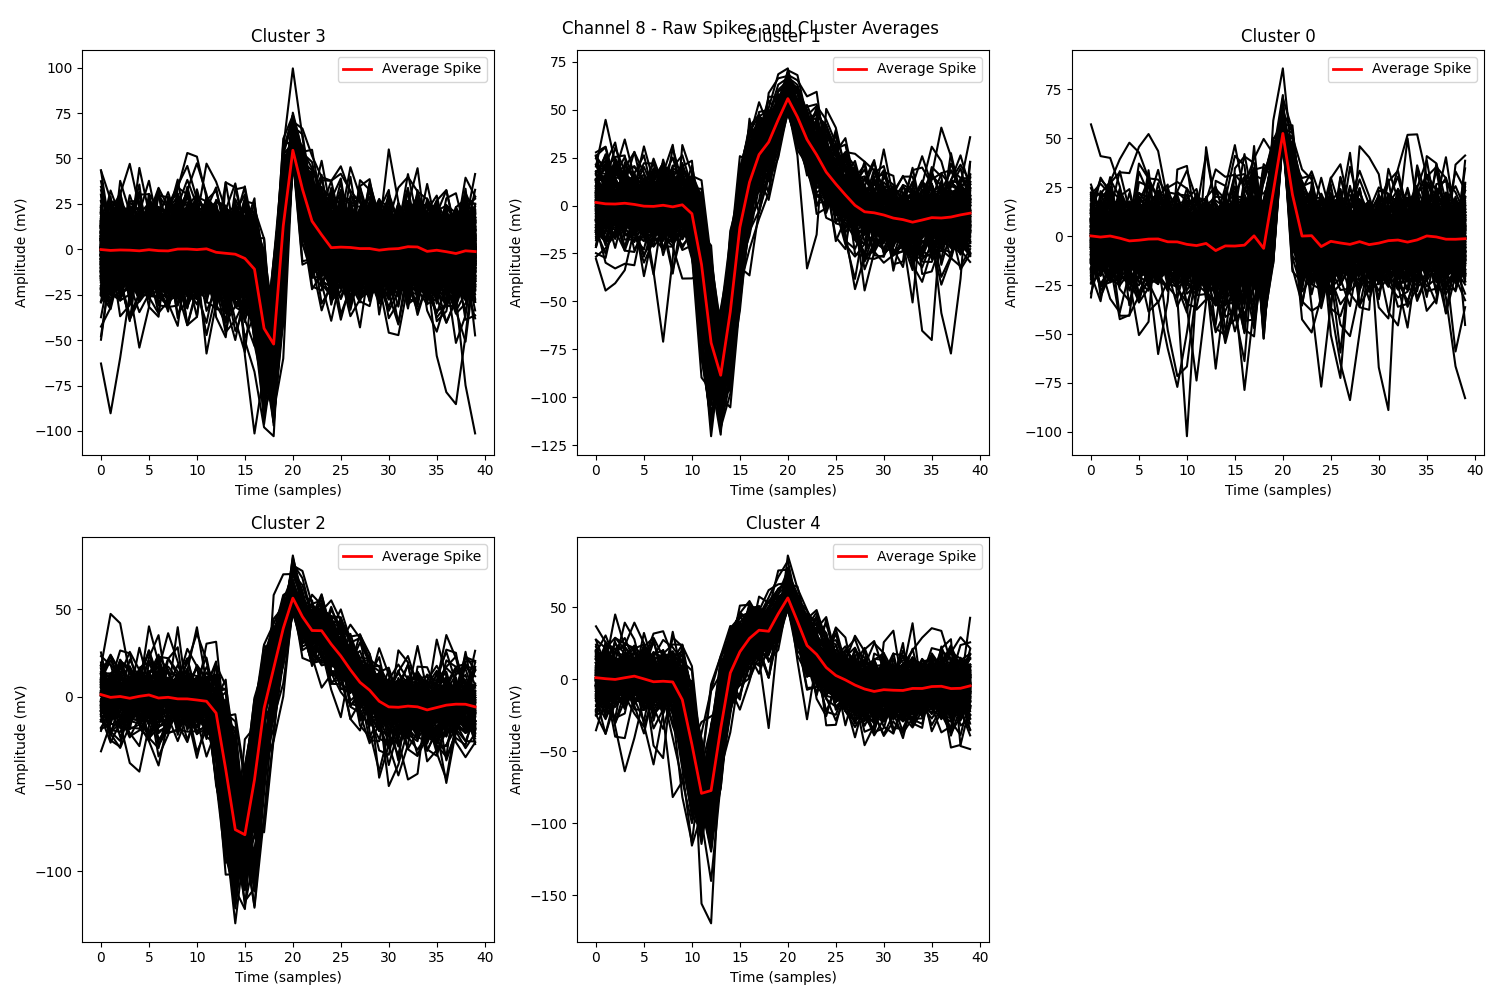 Channel 8 - Raw Spikes and Cluster Averages
Cluster 3
Average Spike
Amplitude (mV)
100
75
50
25
0
−25
−50
−75
−100
0 5 10 15 20 25 30 35 40
Time (samples)
Cluster 1
Average Spike
Amplitude (mV)
75
50
25
0
−25
−50
−75
−100
−125
0 5 10 15 20 25 30 35 40
Time (samples)
Cluster 0
Average Spike
Amplitude (mV)
75
50
25
0
−25
−50
−75
−100
0 5 10 15 20 25 30 35 40
Time (samples)
Cluster 2
Average Spike
Amplitude (mV)
50
0
−50
−100
0 5 10 15 20 25 30 35 40
Time (samples)
Cluster 4
Average Spike
Amplitude (mV)
50
0
−50
−100
−150
0 5 10 15 20 25 30 35 40
Time (samples)